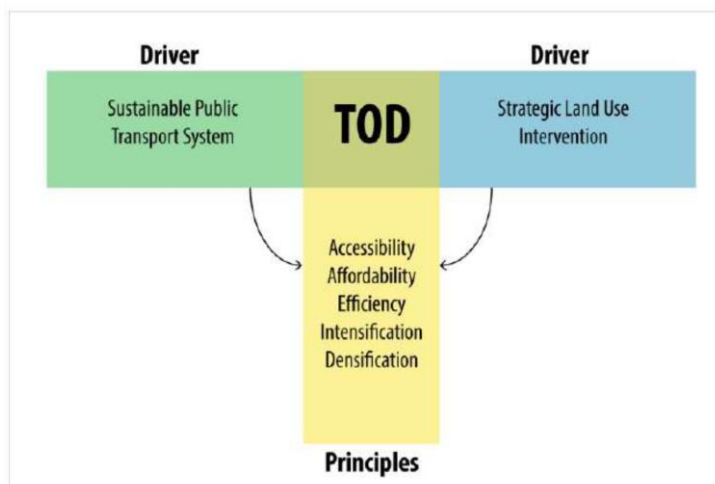 Driver
Driver
Sustainable Public
Transport System
TOD
Strategic Land Use
Intervention
Accessibility
Affordability
Efficiency
Intensification
Densification
Principles